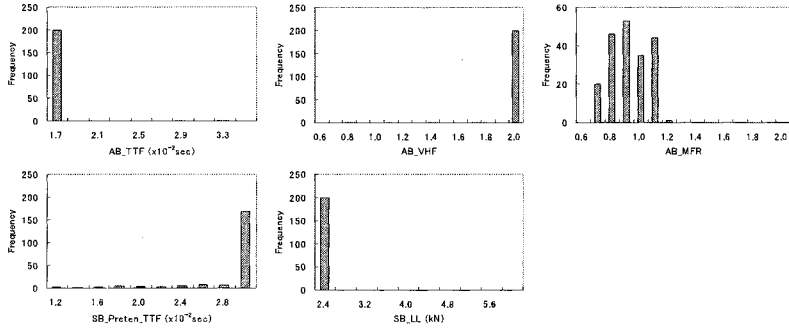 250
200
150
100
50
0
Frequency
1.7 2.1 2.5 2.9 3.3
AB_TTF (x10⁻²sec)
250
200
150
100
50
0
Frequency
0.6 0.8 1.0 1.2 1.4 1.6 1.8 2.0
AB_VHF
60
40
20
0
Frequency
0.6 0.8 1.0 1.2 1.4 1.6 1.8 2.0
AB_MFR
250
200
150
100
50
0
Frequency
1.2 1.6 2.0 2.4 2.8
SB_Preten_TTF (x10⁻²sec)
250
200
150
100
50
0
Frequency
2.4 3.2 4.0 4.8 5.6
SB_LL (kN)